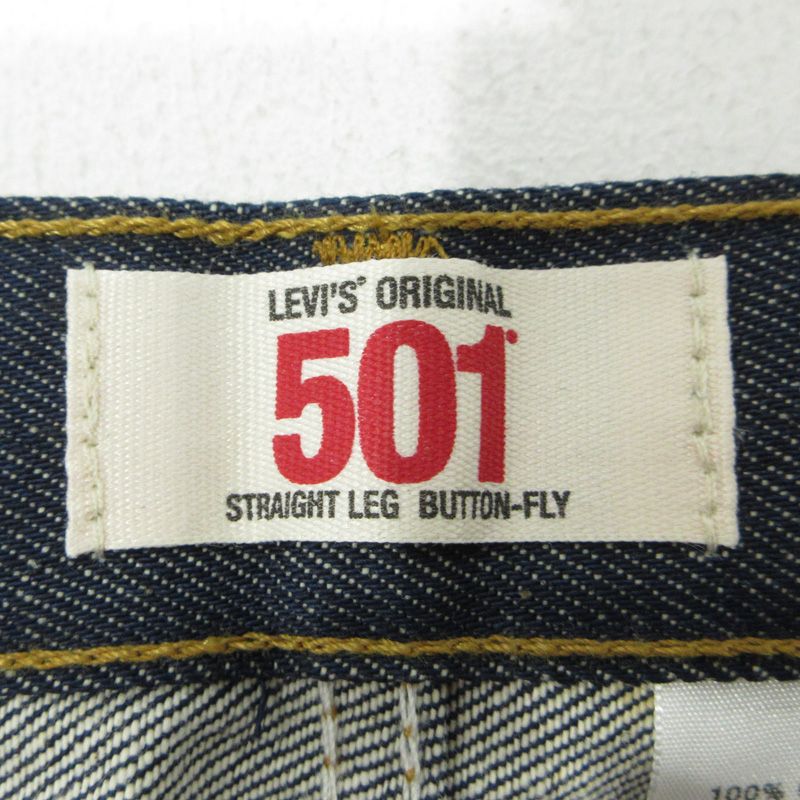 LEVI'S® ORIGINAL
501®
STRAIGHT LEG BUTTON-FLY
100%